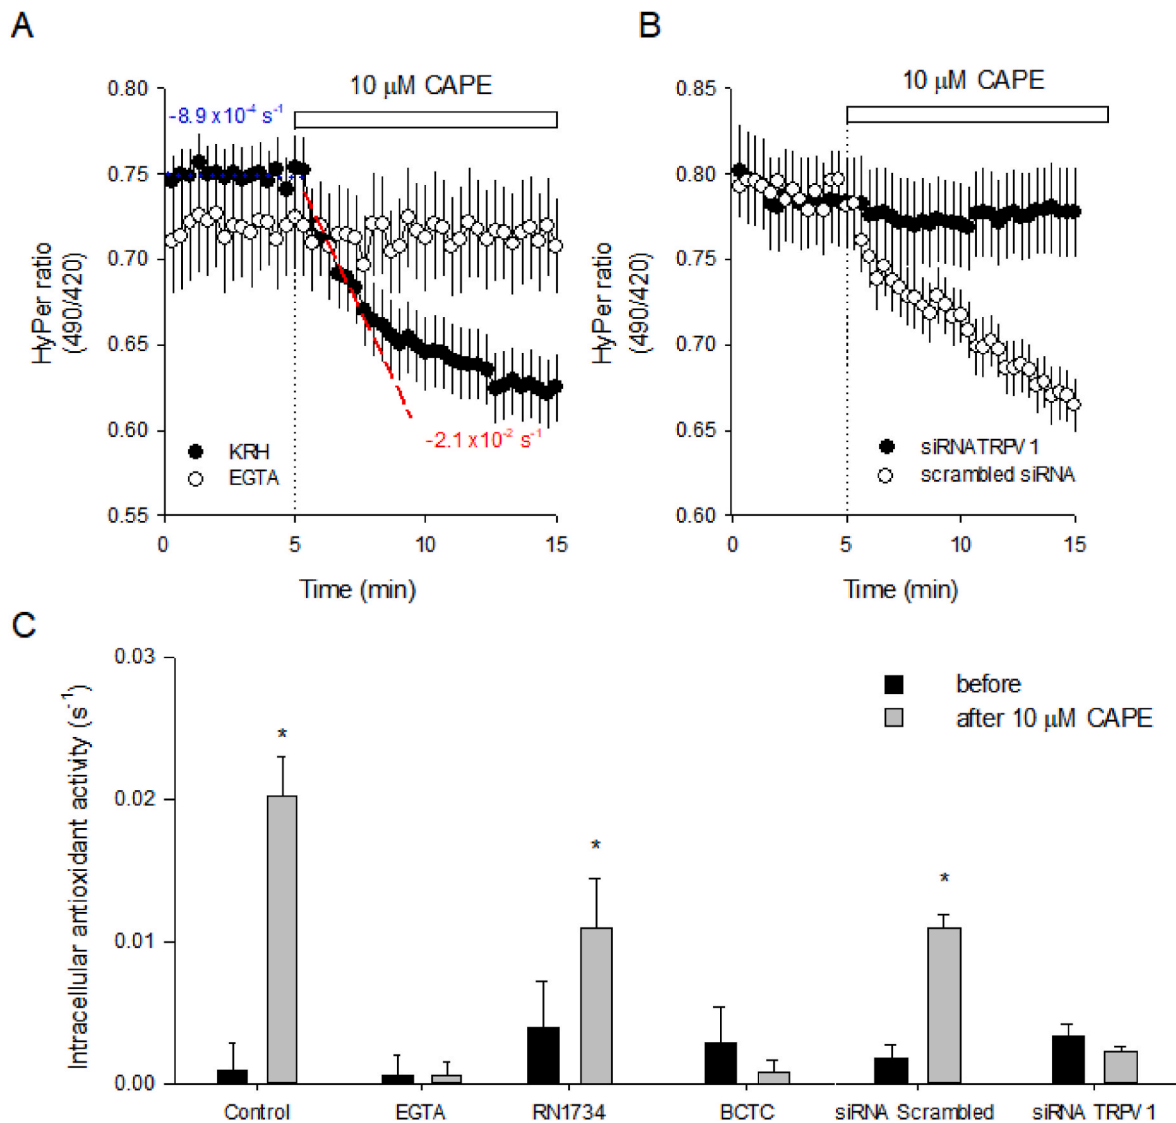 A
10 μM CAPE
0.80
-8.9 x10⁻⁴ s⁻¹
0.75
0.70
0.65
0.60
0.55
HyPer ratio
(490/420)
-2.1 x10⁻² s⁻¹
KRH
EGTA
0 5 10 15
Time (min)
B
10 μM CAPE
0.85
0.80
0.75
0.70
0.65
0.60
HyPer ratio
(490/420)
siRNATRPV1
scrambled siRNA
0 5 10 15
Time (min)
C
0.03
0.02
0.01
0.00
Intracellular antioxidant activity (s⁻¹)
before
after 10 μM CAPE
*
*
*
Control EGTA RN1734 BCTC siRNA Scrambled siRNA TRPV1